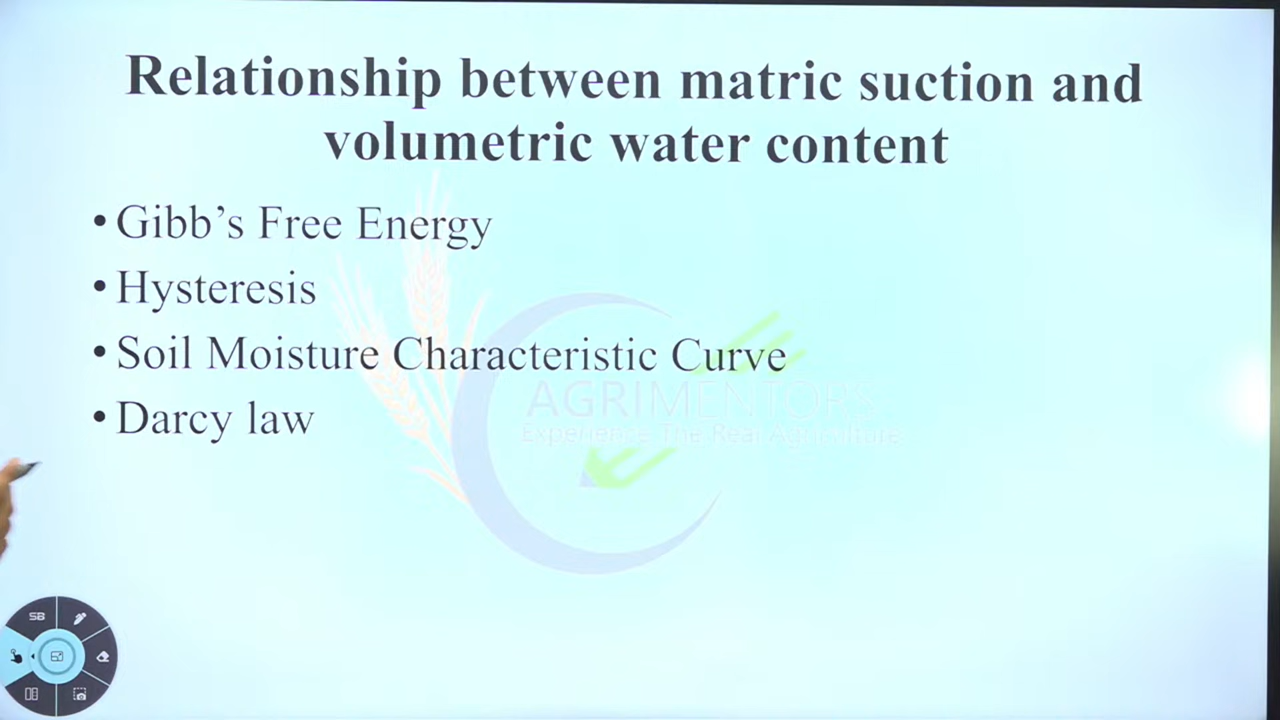 Relationship between matric suction and
volumetric water content
• Gibb's Free Energy
• Hysteresis
• Soil Moisture Characteristic Curve
• Darcy law
AGRIMENTORS
Experience The Real Agriculture
SB